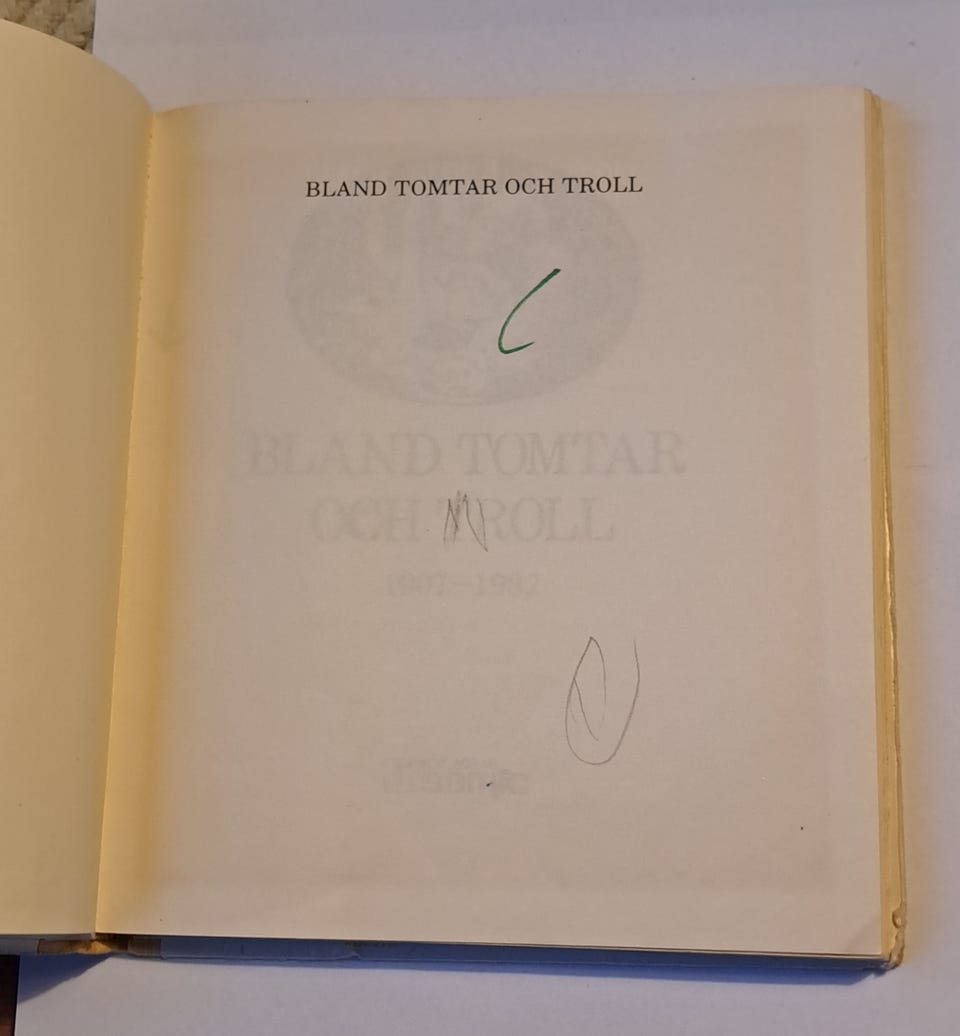 BLAND TOMTAR OCH TROLL
BLAND TOMTAR
OCH TROLL
1907–1982